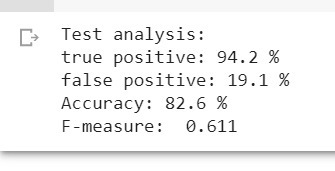 Test analysis:
true positive: 94.2 %
false positive: 19.1 %
Accuracy: 82.6 %
F-measure:  0.611